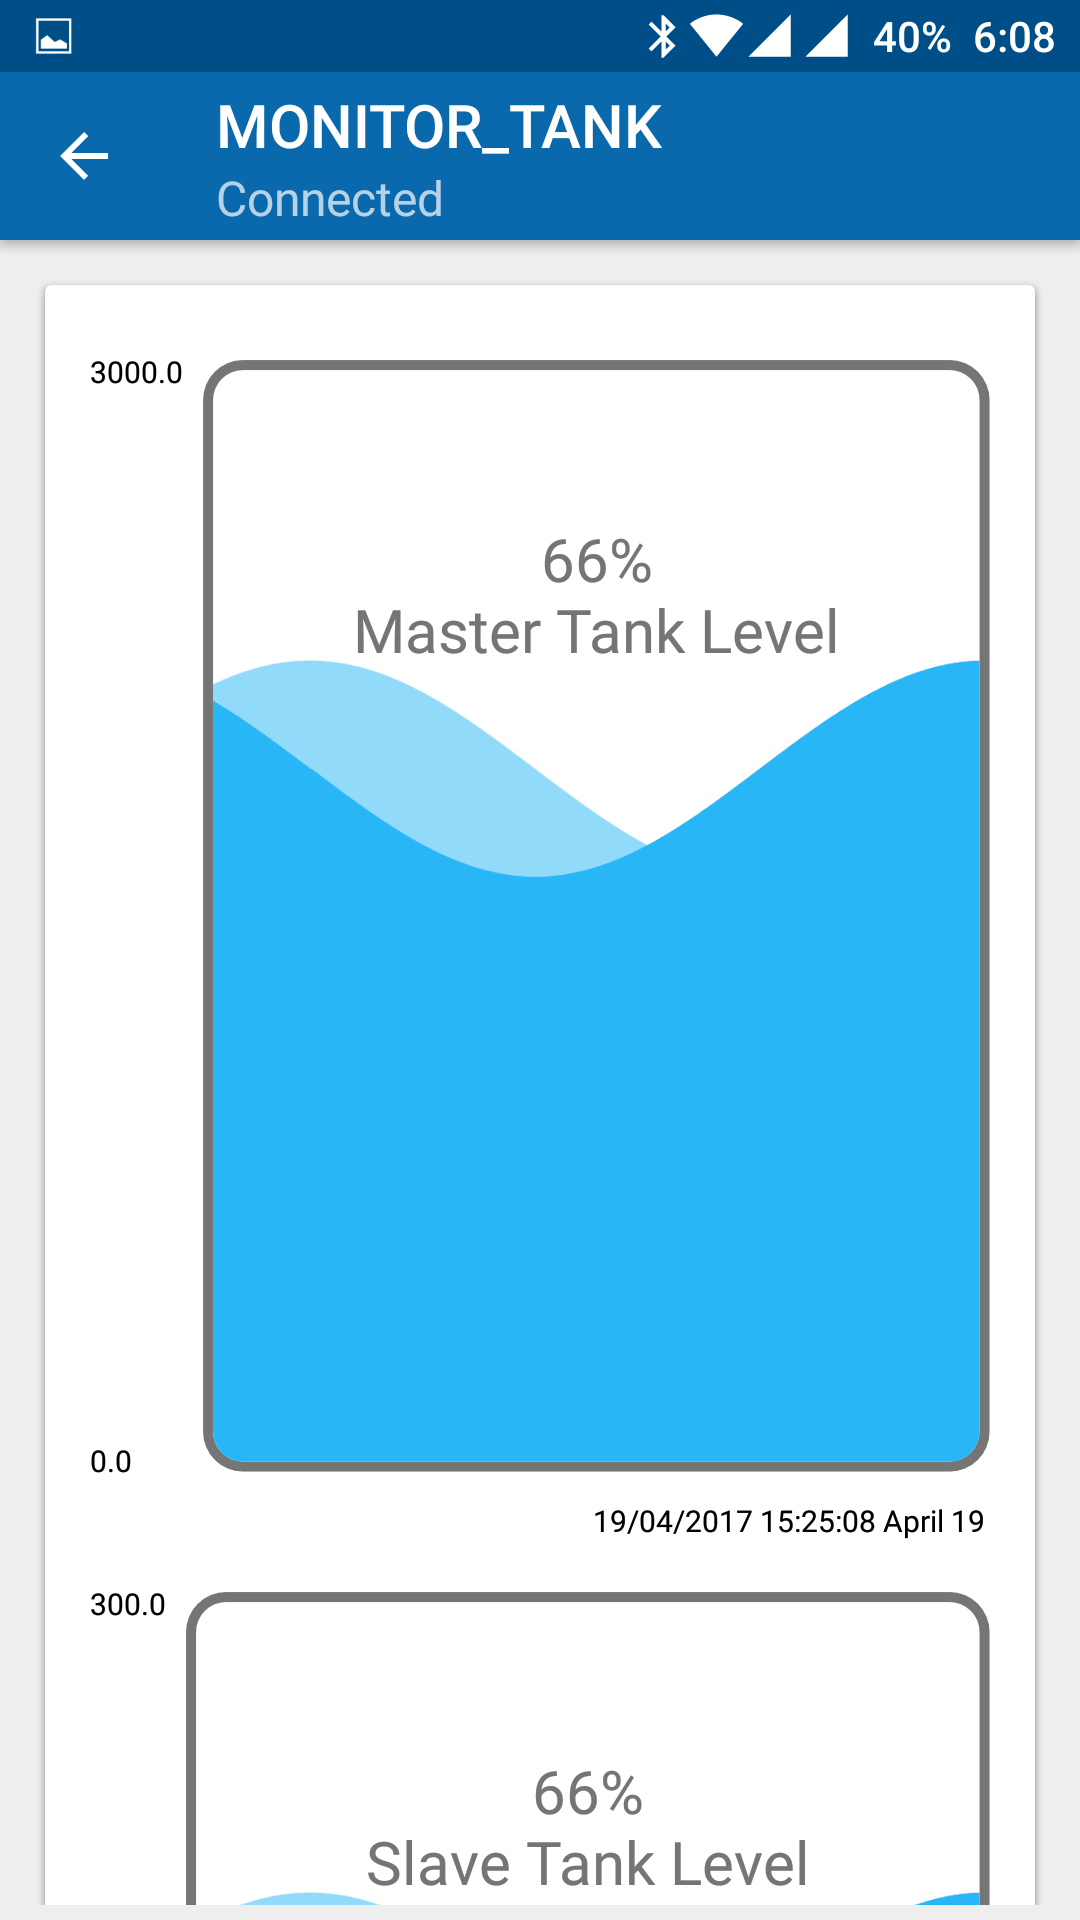 40% 6:08
MONITOR_TANK
Connected
3000.0
66%
Master Tank Level
0.0
19/04/2017 15:25:08 April 19
300.0
66%
Slave Tank Level